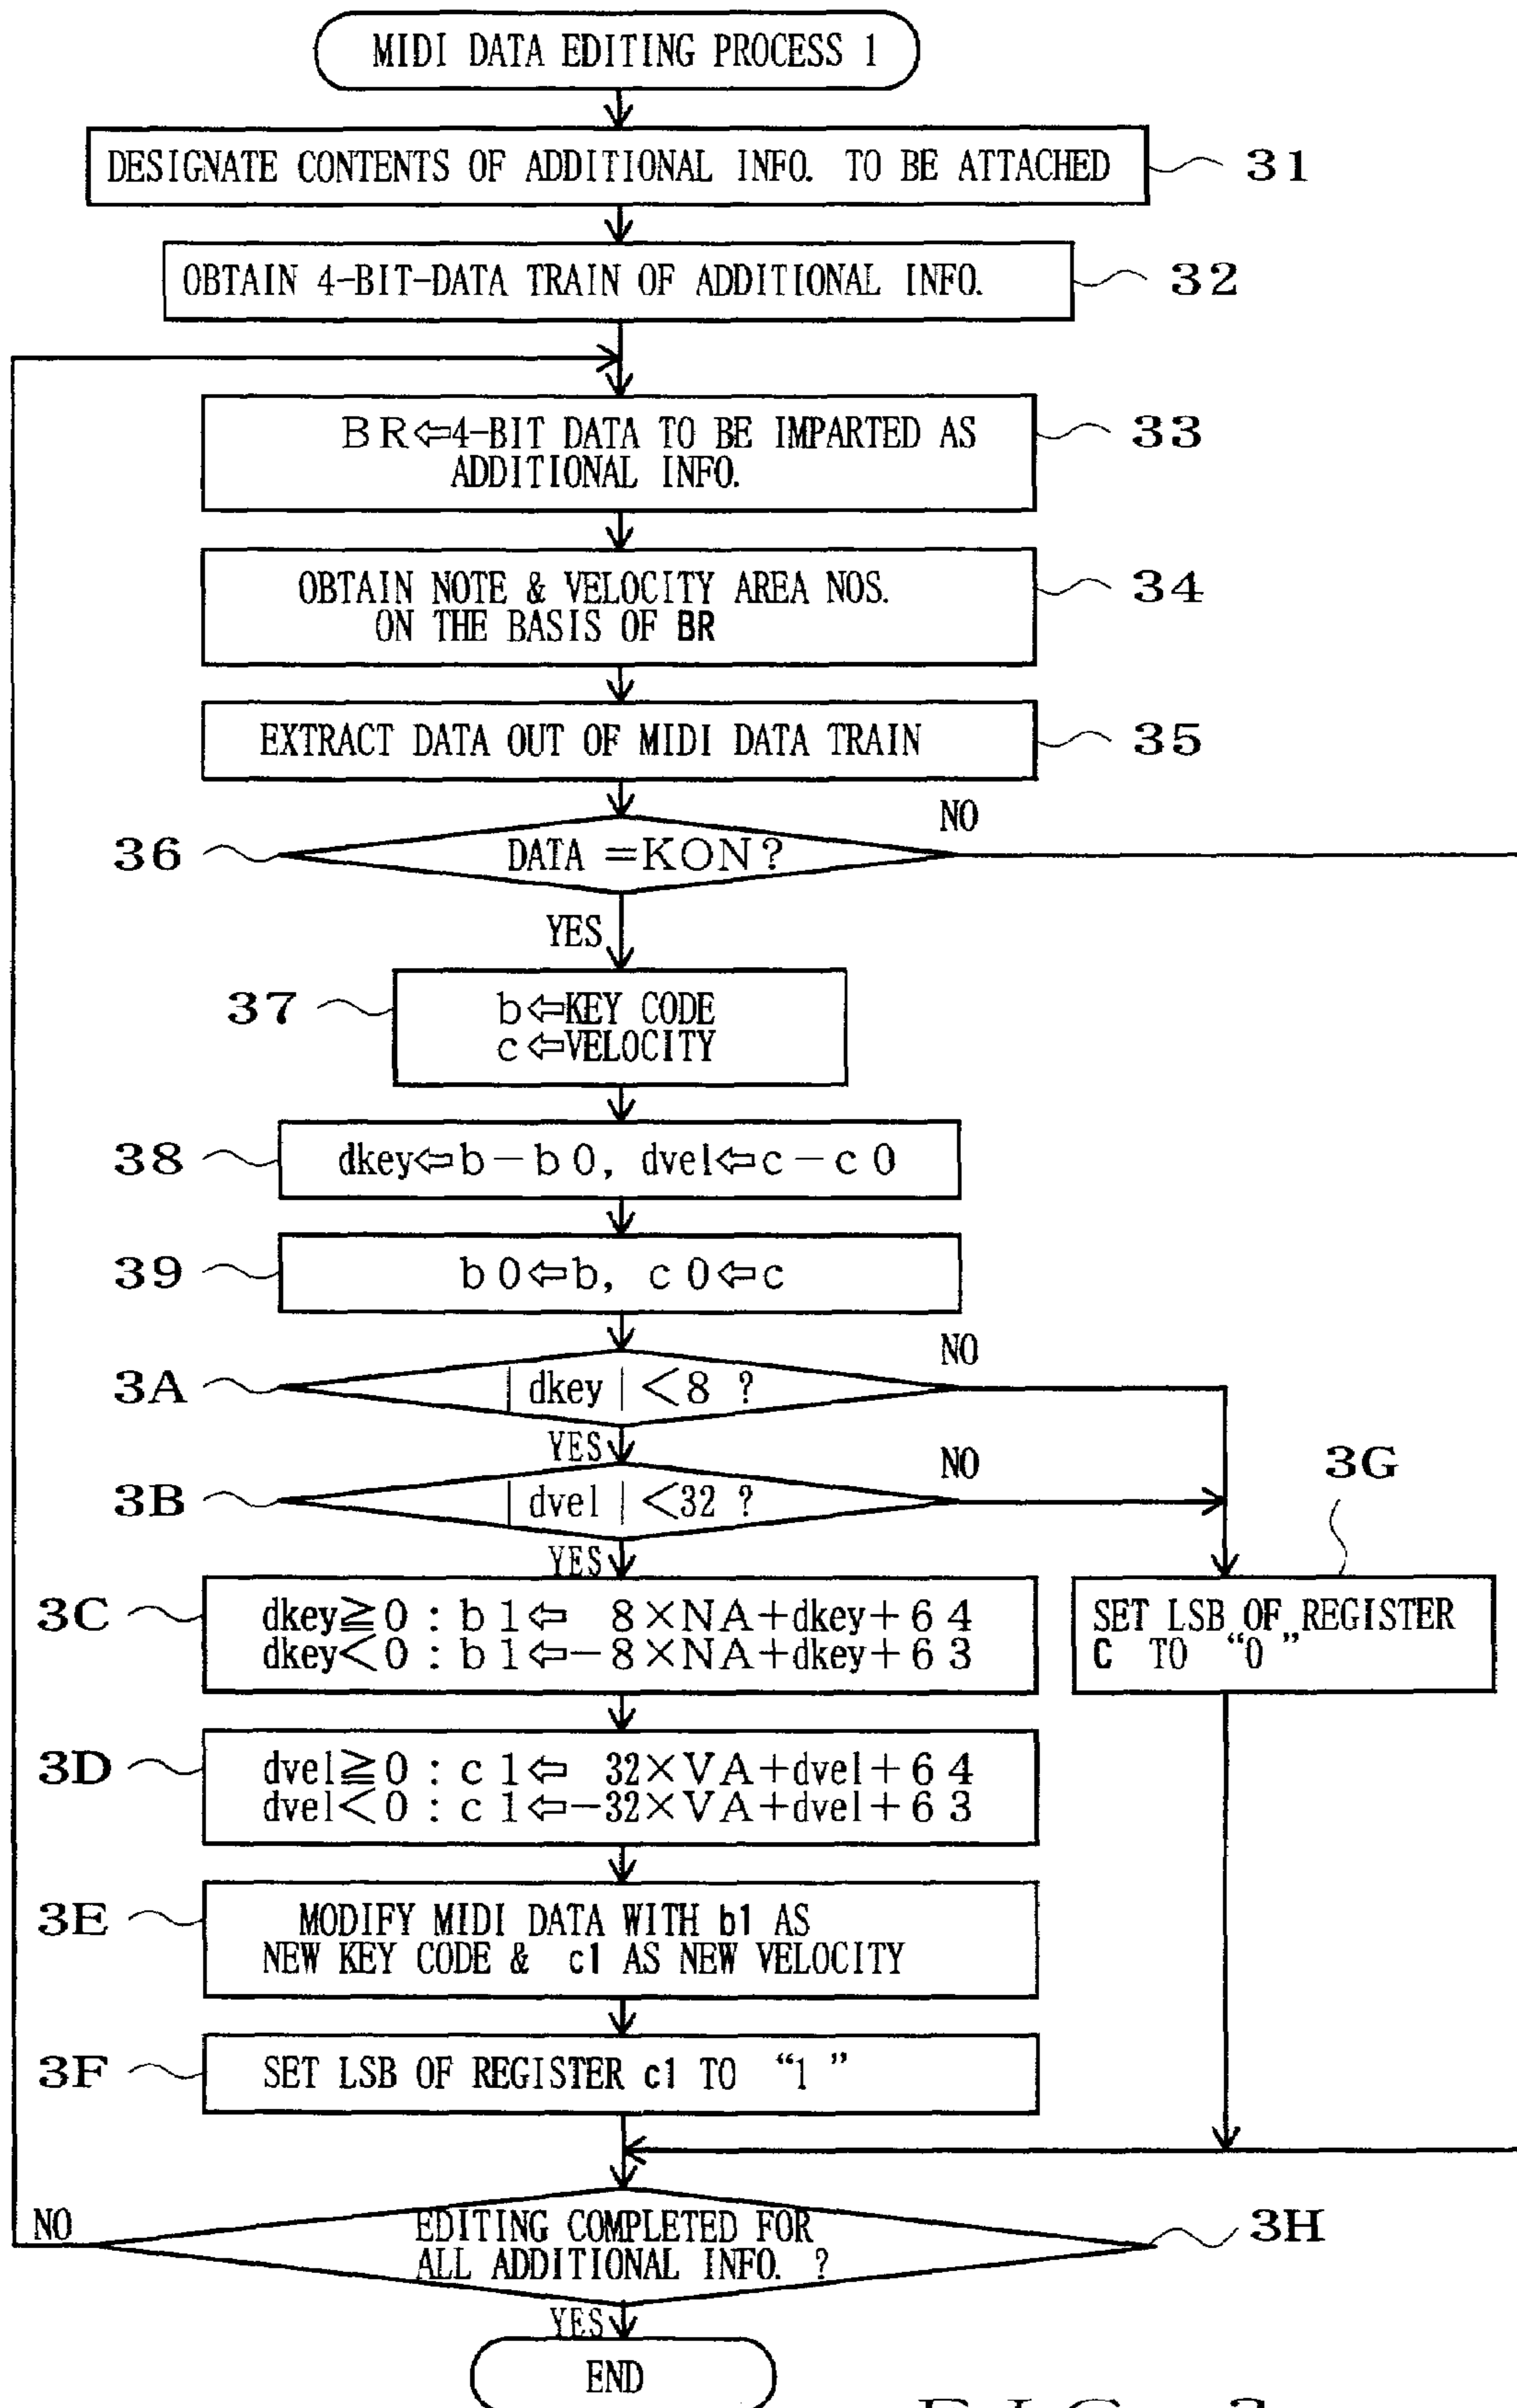 MIDI DATA EDITING PROCESS 1
DESIGNATE CONTENTS OF ADDITIONAL INFO. TO BE ATTACHED
31
OBTAIN 4-BIT-DATA TRAIN OF ADDITIONAL INFO.
32
BR⇦4-BIT DATA TO BE IMPARTED AS
ADDITIONAL INFO.
33
OBTAIN NOTE & VELOCITY AREA NOS.
ON THE BASIS OF BR
34
EXTRACT DATA OUT OF MIDI DATA TRAIN
35
NO
36
DATA =KON?
YES
37
b⇦KEY CODE
c⇦VELOCITY
38
dkey⇦b-b0, dvel⇦c-c0
39
b0⇦b, c0⇦c
NO
3A
|dkey|<8 ?
YES
NO
3B
|dvel|<32 ?
YES
3G
SET LSB OF REGISTER
C TO “0”
3C
dkey≧0 : b1⇦ 8×NA+dkey+64
dkey<0 : b1⇦-8×NA+dkey+63
3D
dvel≧0 : c1⇦ 32×VA+dvel+64
dvel<0 : c1⇦-32×VA+dvel+63
3E
MODIFY MIDI DATA WITH b1 AS
NEW KEY CODE & c1 AS NEW VELOCITY
3F
SET LSB OF REGISTER c1 TO “1”
NO
EDITING COMPLETED FOR
ALL ADDITIONAL INFO. ?
3H
YES
END